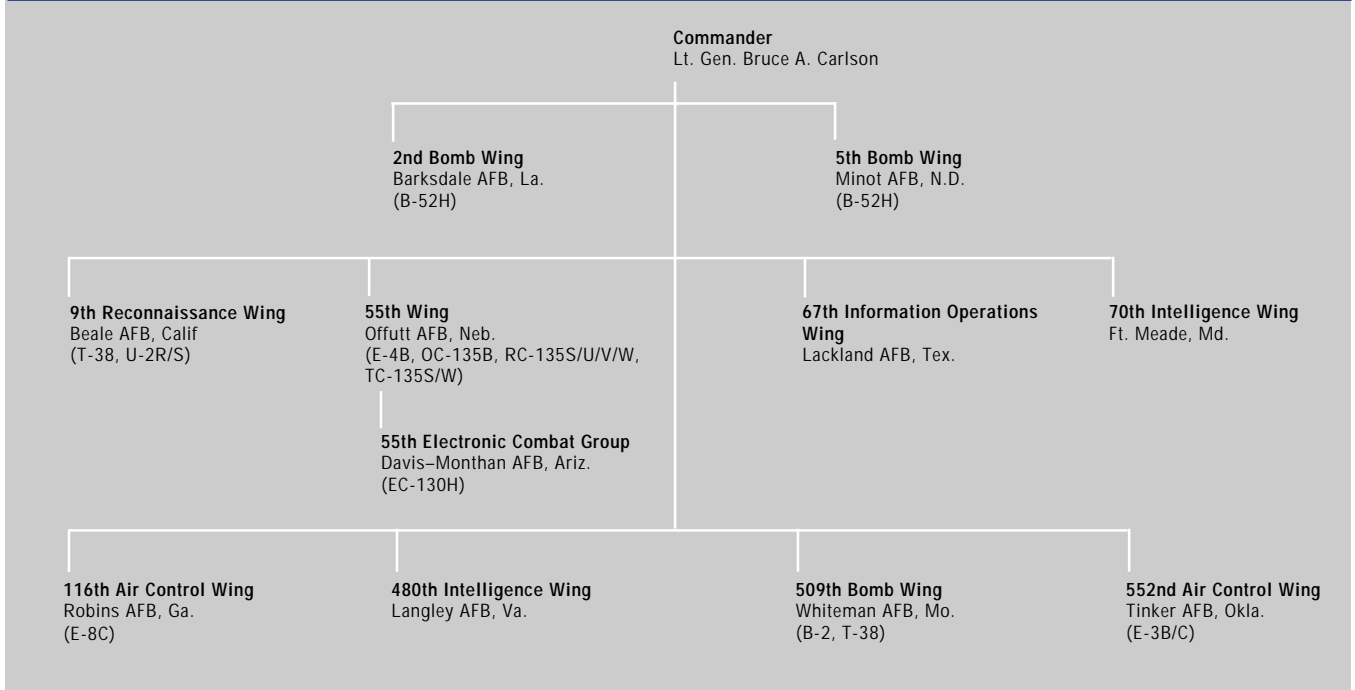 Commander
Lt. Gen. Bruce A. Carlson
2nd Bomb Wing
Barksdale AFB, La.
(B-52H)
5th Bomb Wing
Minot AFB, N.D.
(B-52H)
9th Reconnaissance Wing
Beale AFB, Calif
(T-38, U-2R/S)
55th Wing
Offutt AFB, Neb.
(E-4B, OC-135B, RC-135S/U/V/W,
TC-135S/W)
55th Electronic Combat Group
Davis–Monthan AFB, Ariz.
(EC-130H)
67th Information Operations
Wing
Lackland AFB, Tex.
70th Intelligence Wing
Ft. Meade, Md.
116th Air Control Wing
Robins AFB, Ga.
(E-8C)
480th Intelligence Wing
Langley AFB, Va.
509th Bomb Wing
Whiteman AFB, Mo.
(B-2, T-38)
552nd Air Control Wing
Tinker AFB, Okla.
(E-3B/C)